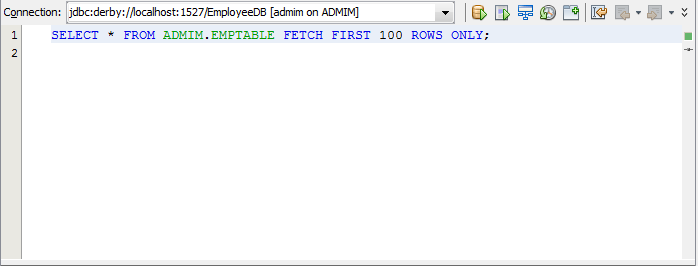 Connection: jdbc:derby://localhost:1527/EmployeeDB [admin on ADMIM]
1 SELECT * FROM ADMIM.EMPTABLE FETCH FIRST 100 ROWS ONLY;
2